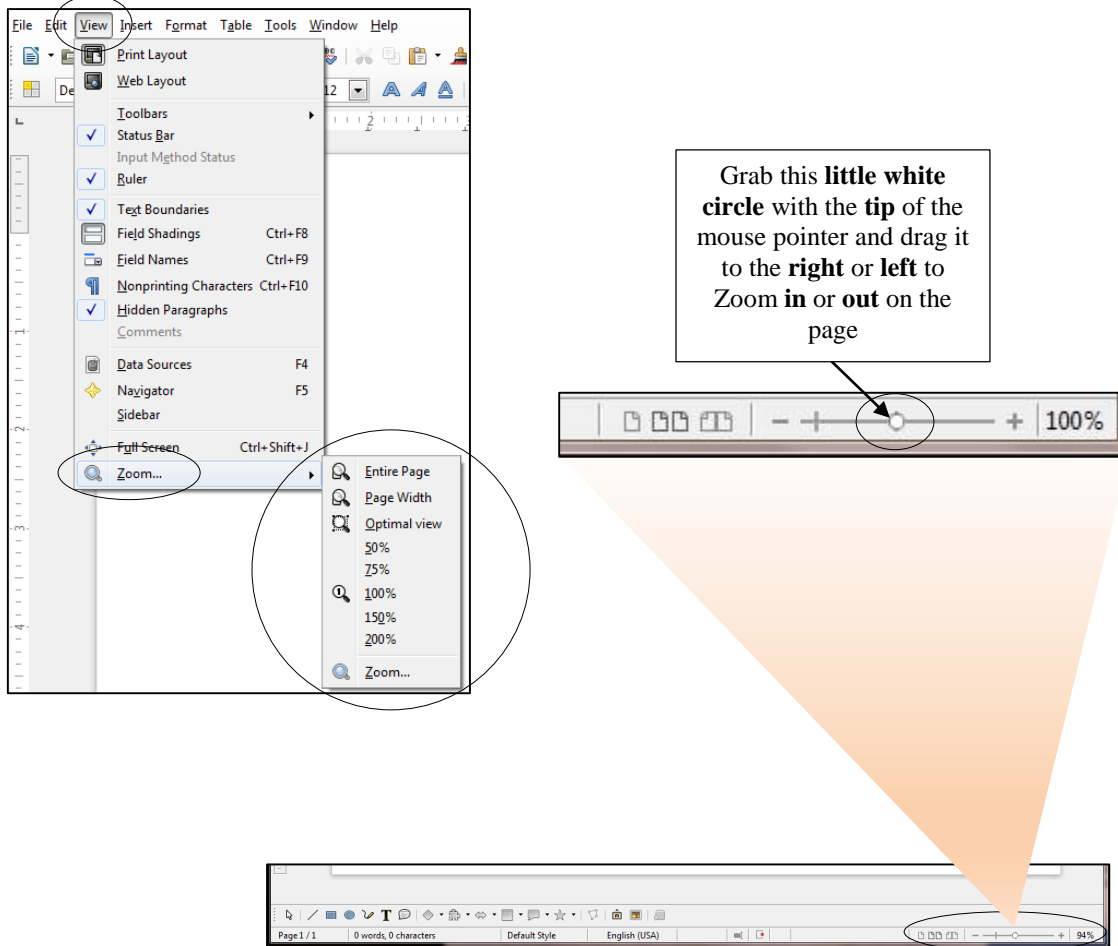 File Edit View Insert Format Table Tools Window Help
Print Layout
Web Layout
12
Toolbars
2
Status Bar
Input Method Status
Ruler
Text Boundaries
Field Shadings Ctrl+F8
Field Names Ctrl+F9
Nonprinting Characters Ctrl+F10
Hidden Paragraphs
Comments
Data Sources F4
Navigator F5
Sidebar
Full Screen Ctrl+Shift+J
Zoom...
Entire Page
Page Width
Optimal view
50%
75%
100%
150%
200%
Zoom...
1
2
3
4
Grab this little white
circle with the tip of the
mouse pointer and drag it
to the right or left to
Zoom in or out on the
page
100%
Page 1 / 1 0 words, 0 characters Default Style English (USA) 94%